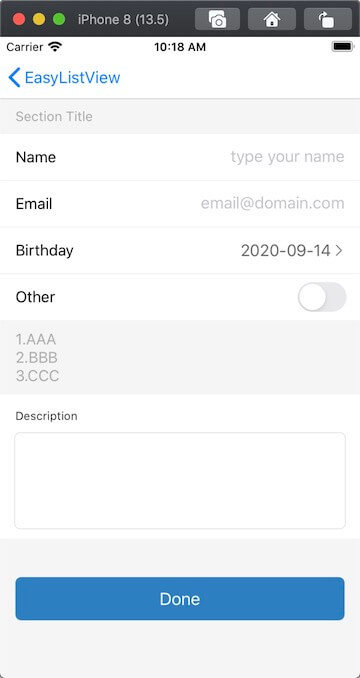 iPhone 8 (13.5)
Carrier 10:18 AM
EasyListView
Section Title
Name type your name
Email email@domain.com
Birthday 2020-09-14
Other
1.AAA
2.BBB
3.CCC
Description
Done